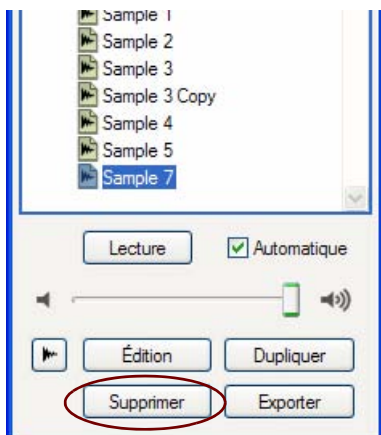 Sample 1
Sample 2
Sample 3
Sample 3 Copy
Sample 4
Sample 5
Sample 7
Lecture
Automatique
Édition
Dupliquer
Supprimer
Exporter